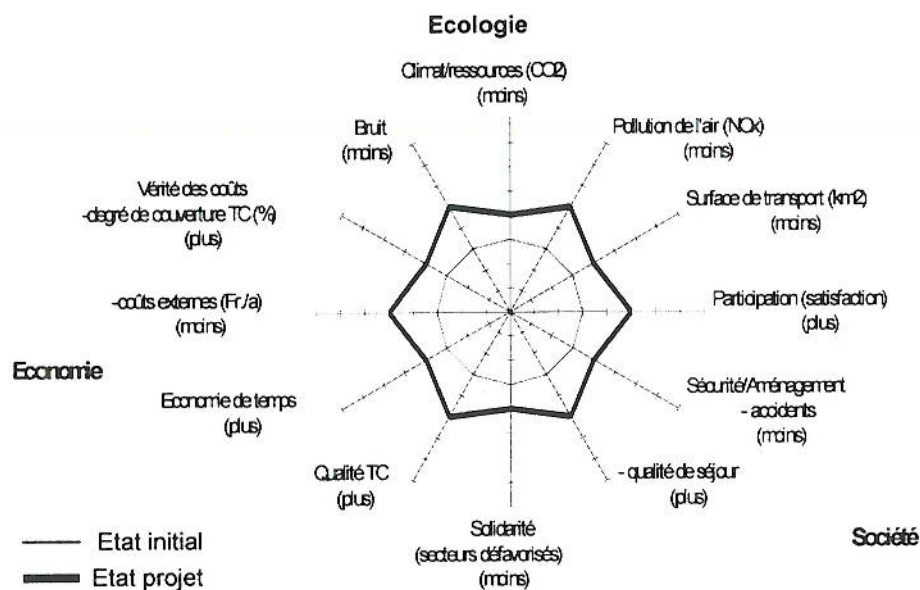 Ecologie
Climat/ressources (CO2)
(moins)
Bruit
(moins)
Pollution de l'air (NOx)
(moins)
Vérité des coûts
-degré de couverture TC (%)
(plus)
Surface de transport (km2)
(moins)
-coûts externes (Fr./a)
(moins)
Participation (satisfaction)
(plus)
Economie
Economie de temps
(plus)
Sécurité/Aménagement
- accidents
(moins)
Qualité TC
(plus)
- qualité de séjour
(plus)
Solidarité
(secteurs défavorisés)
(moins)
Société
Etat initial
Etat projet